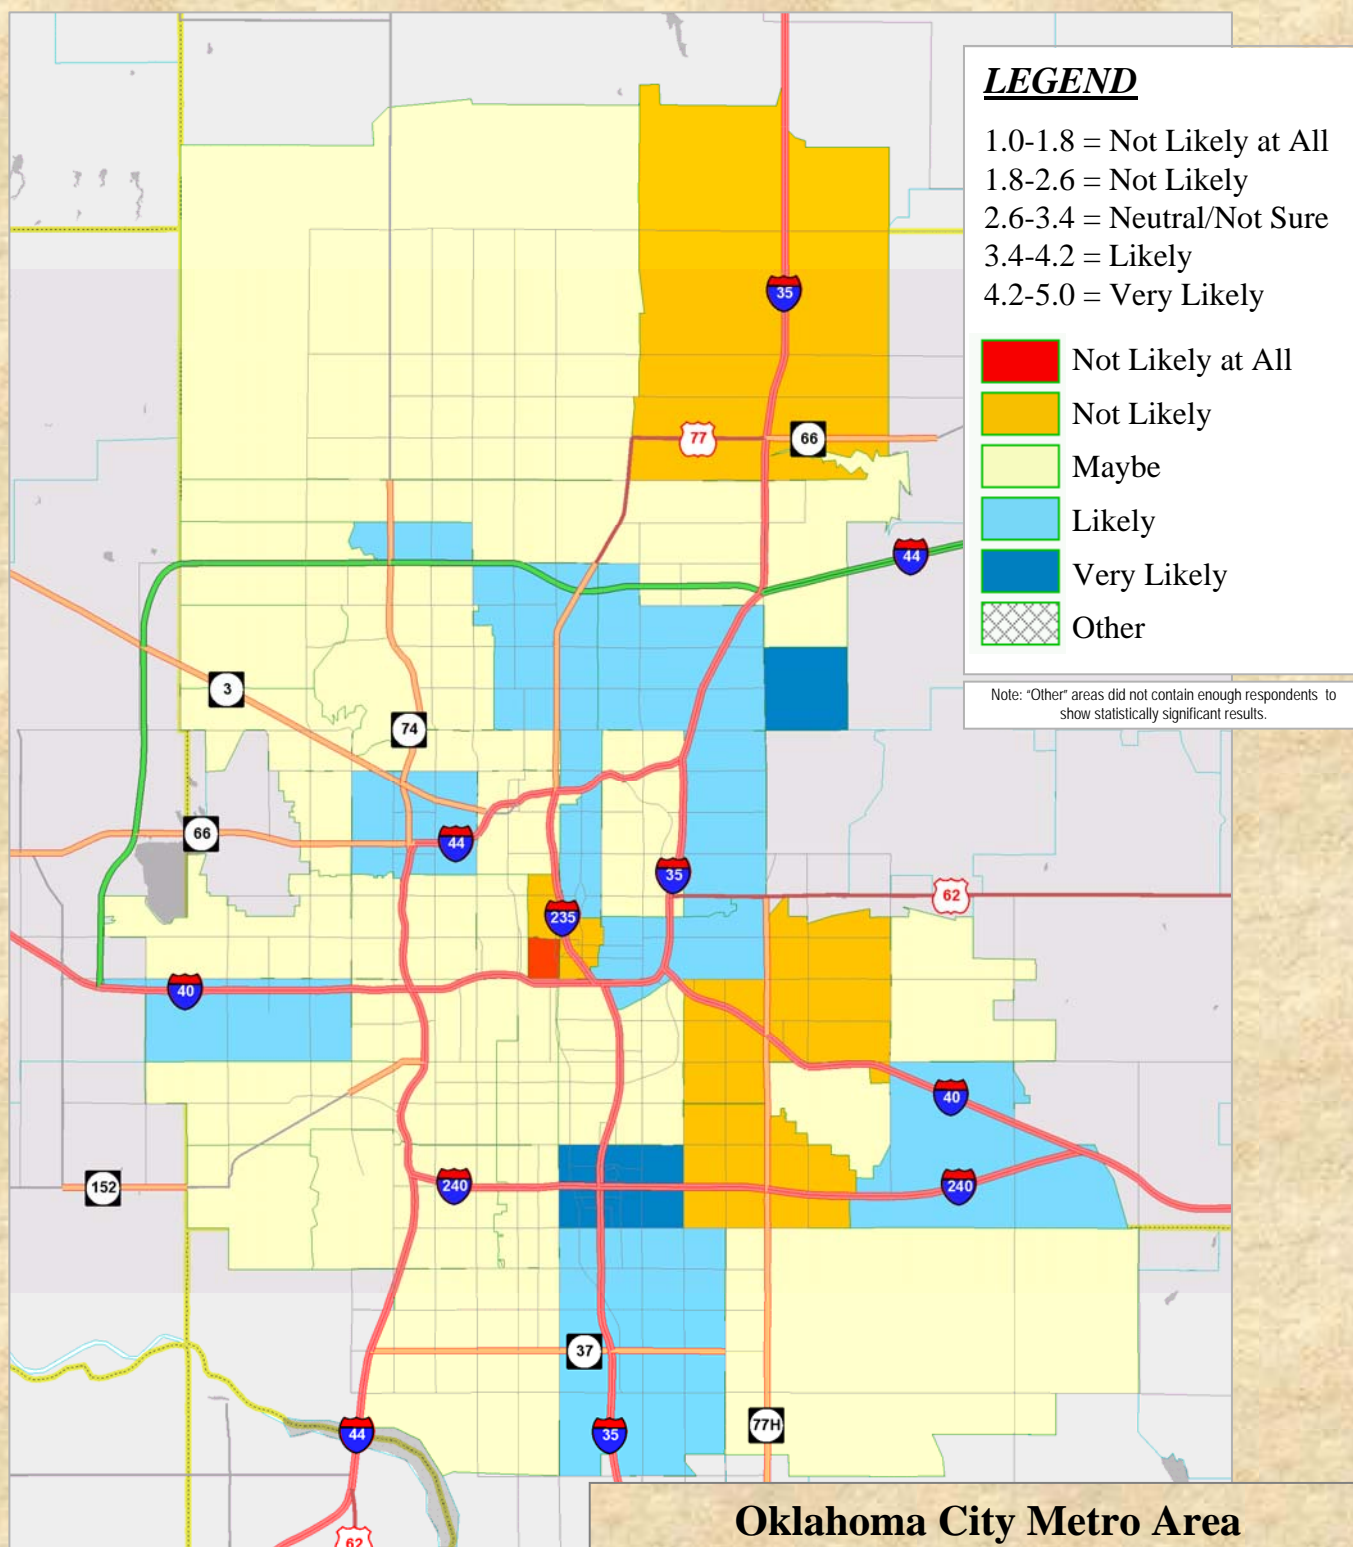 LEGEND
1.0-1.8 = Not Likely at All
1.8-2.6 = Not Likely
2.6-3.4 = Neutral/Not Sure
3.4-4.2 = Likely
4.2-5.0 = Very Likely
Not Likely at All
Not Likely
Maybe
Likely
Very Likely
Other
Note: "Other" areas did not contain enough respondents to
show statistically significant results.
35
77
66
44
3
74
66
44
35
62
235
40
40
152
240
240
37
44
35
77H
62
Oklahoma City Metro Area